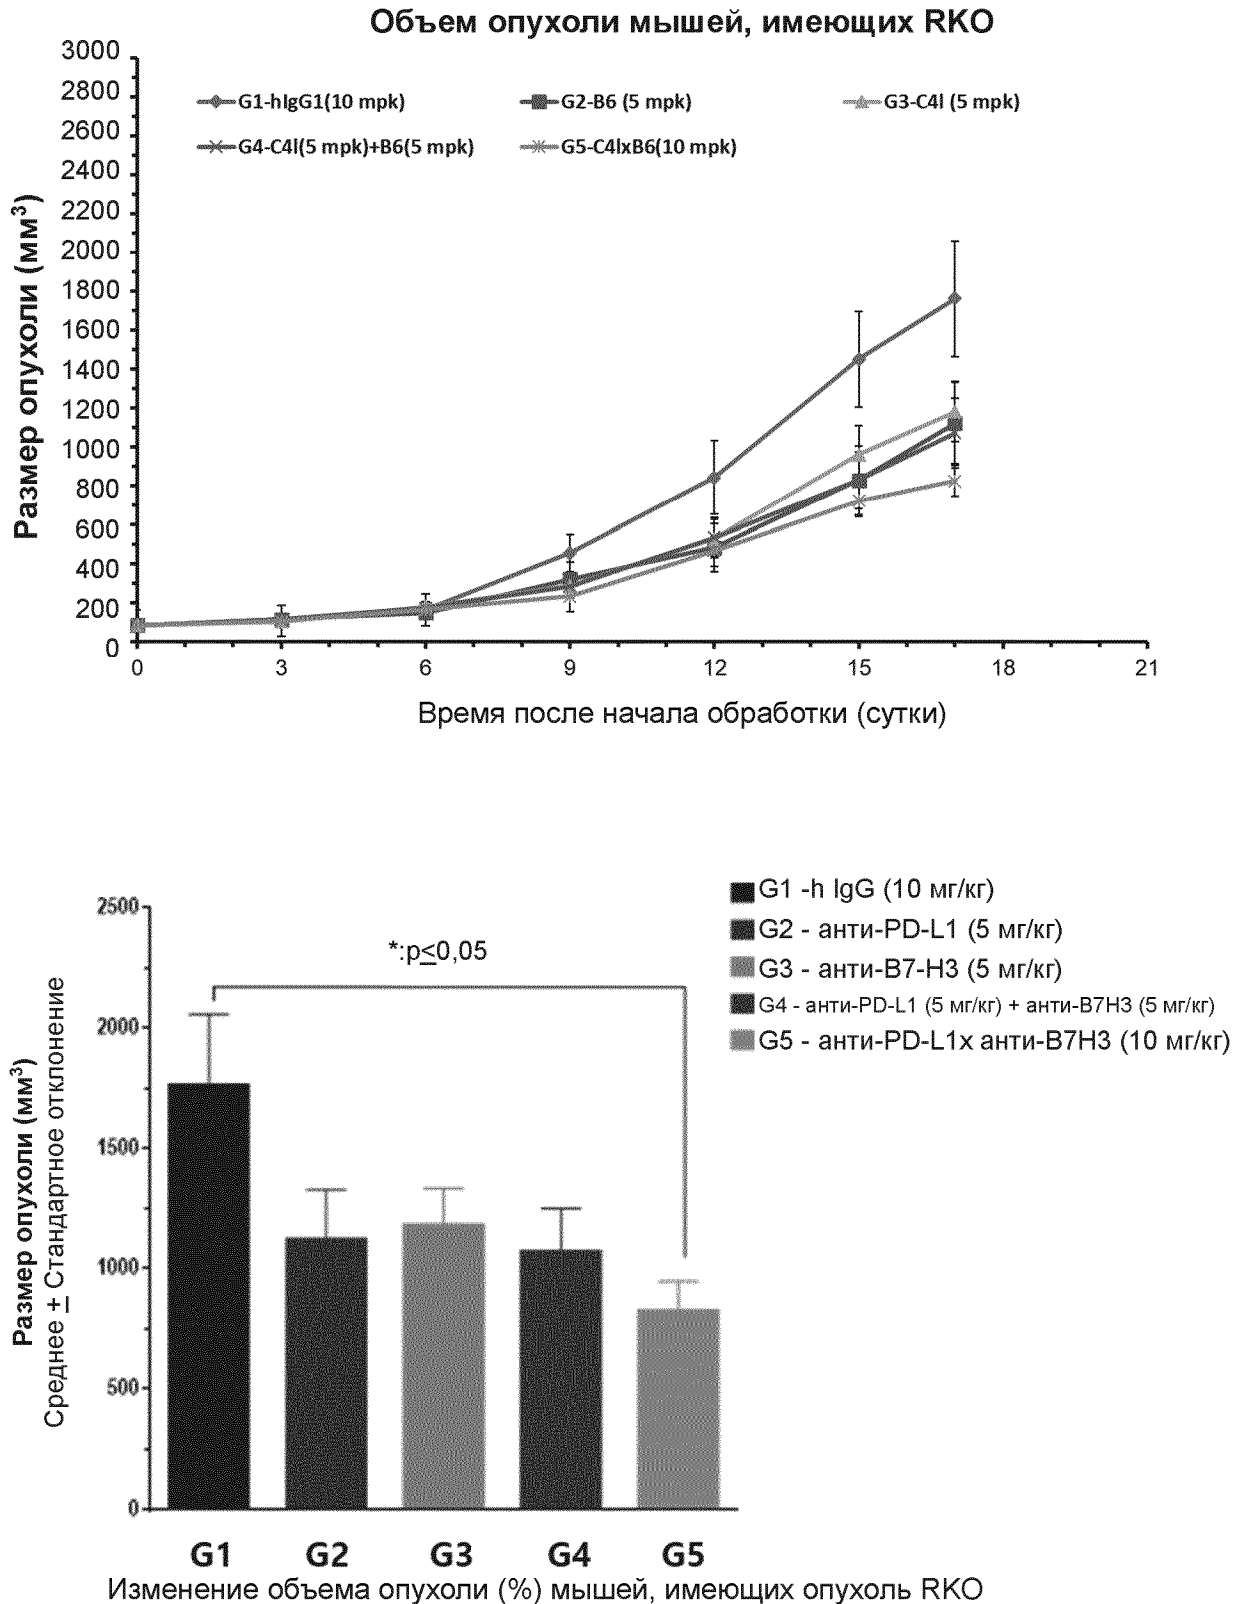 Объем опухоли мышей, имеющих RKO
3000
2800
2600
2400
2200
2000
1800
1600
1400
1200
1000
800
600
400
200
0
Размер опухоли (мм³)
G1-hIgG1(10 mpk)
G2-B6 (5 mpk)
G3-C4I (5 mpk)
G4-C4I(5 mpk)+B6(5 mpk)
G5-C4IxB6(10 mpk)
0 3 6 9 12 15 18 21
Время после начала обработки (сутки)
G1 -h IgG (10 мг/кг)
G2 - анти-PD-L1 (5 мг/кг)
G3 - анти-B7-H3 (5 мг/кг)
G4 - анти-PD-L1 (5 мг/кг) + анти-B7H3 (5 мг/кг)
G5 - анти-PD-L1x анти-B7H3 (10 мг/кг)
*:p≤0,05
2500
2000
1500
1000
500
0
Размер опухоли (мм³)
Среднее ± Стандартное отклонение
G1 G2 G3 G4 G5
Изменение объема опухоли (%) мышей, имеющих опухоль RKO